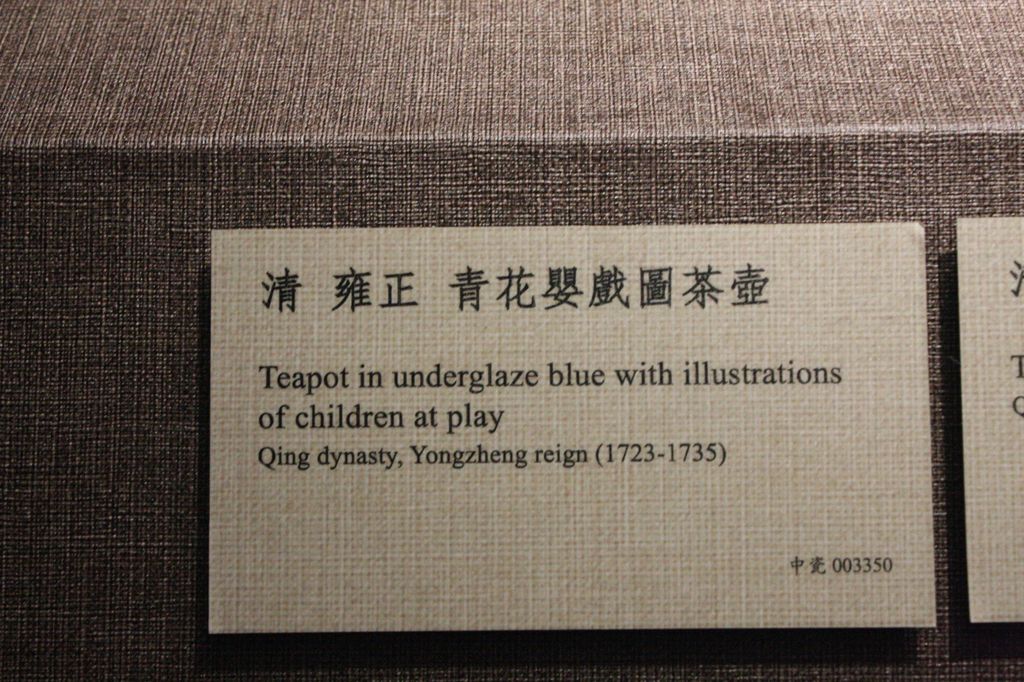 清 雍正 青花嬰戲圖茶壺
Teapot in underglaze blue with illustrations
of children at play
Qing dynasty, Yongzheng reign (1723-1735)
中瓷 003350
T
Q